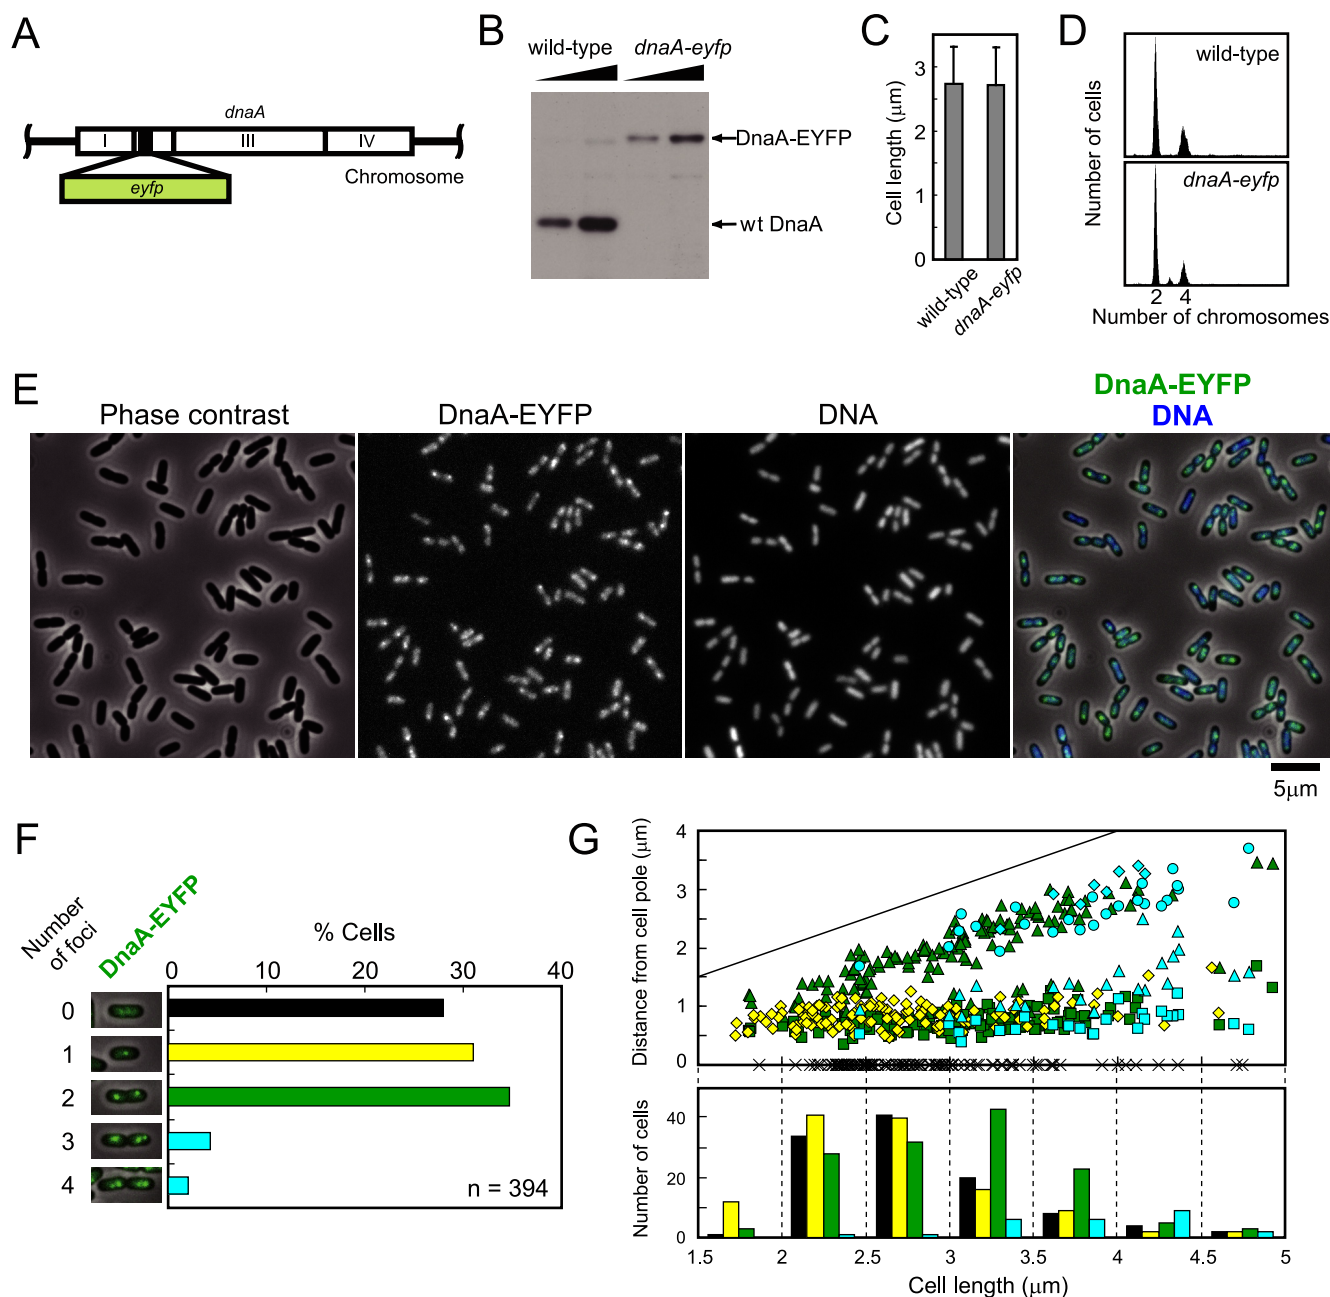 A
dnaA
I
III
IV
Chromosome
eyfp
B
wild-type
dnaA-eyfp
DnaA-EYFP
wt DnaA
C
Cell length (μm)
3
2
1
0
wild-type
dnaA-eyfp
D
Number of cells
wild-type
dnaA-eyfp
2 4
Number of chromosomes
E
Phase contrast
DnaA-EYFP
DNA
DnaA-EYFP
DNA
5μm
F
Number
of foci
DnaA-EYFP
% Cells
0 10 20 30 40
0
1
2
3
4
n = 394
G
Distance from cell pole (μm)
4
3
2
1
0
Number of cells
40
20
0
1.5 2 2.5 3 3.5 4 4.5 5
Cell length (μm)